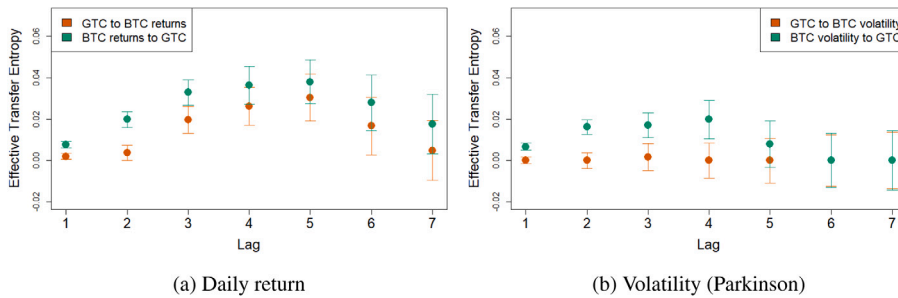 GTC to BTC returns
BTC returns to GTC
Effective Transfer Entropy
0.06
0.04
0.02
0.00
-0.02
1 2 3 4 5 6 7
Lag
(a) Daily return
GTC to BTC volatility
BTC volatility to GTC
Effective Transfer Entropy
0.06
0.04
0.02
0.00
-0.02
1 2 3 4 5 6 7
Lag
(b) Volatility (Parkinson)